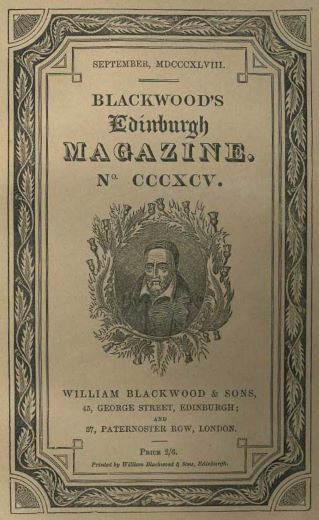 SEPTEMBER, MDCCCXLVIII.
BLACKWOOD'S
Edinburgh
MAGAZINE.
No. CCCXCV.
WILLIAM BLACKWOOD & SONS,
45, GEORGE STREET, EDINBURGH;
AND
37, PATERNOSTER ROW, LONDON.
PRICE 2/6.
Printed by William Blackwood & Sons, Edinburgh.